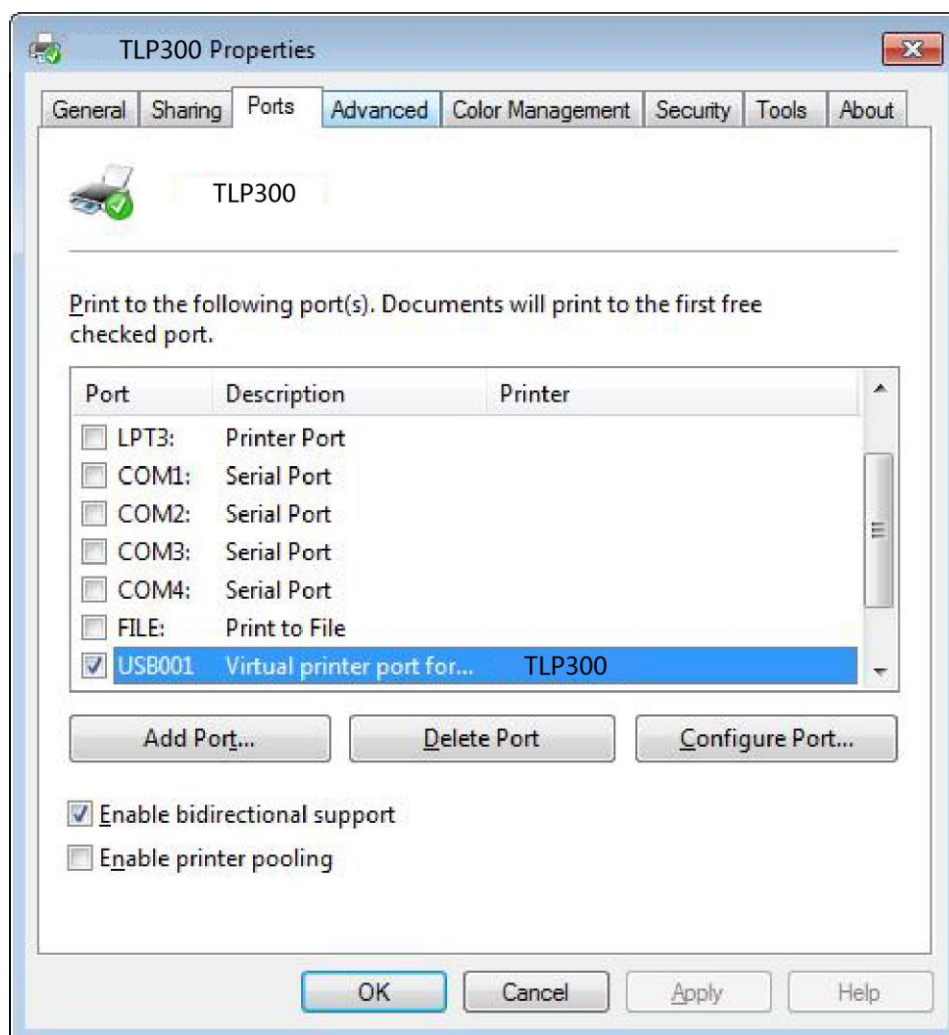 TLP300 Properties
General Sharing Ports Advanced Color Management Security Tools About
TLP300
Print to the following port(s). Documents will print to the first free
checked port.
Port Description Printer
LPT3: Printer Port
COM1: Serial Port
COM2: Serial Port
COM3: Serial Port
COM4: Serial Port
FILE: Print to File
USB001 Virtual printer port for... TLP300
Add Port... Delete Port Configure Port...
Enable bidirectional support
Enable printer pooling
OK Cancel Apply Help